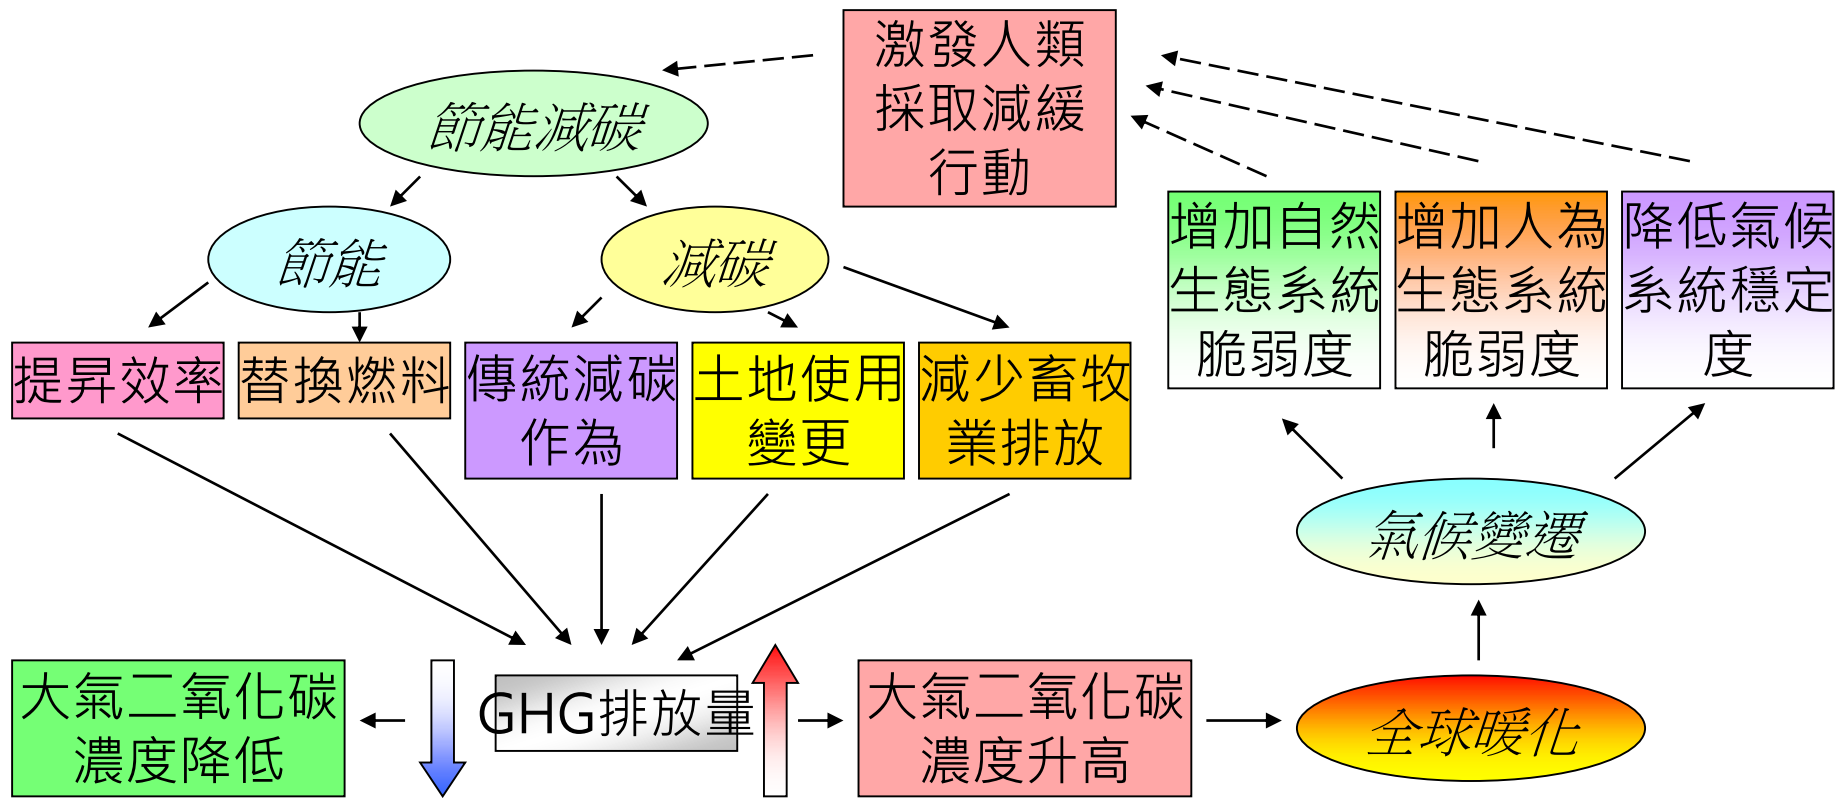 激發人類
採取減緩
行動
節能減碳
節能
減碳
增加自然
生態系統
脆弱度
增加人為
生態系統
脆弱度
降低氣候
系統穩定
度
提昇效率
替換燃料
傳統減碳
作為
土地使用
變更
減少畜牧
業排放
氣候變遷
大氣二氧化碳
濃度降低
GHG排放量
大氣二氧化碳
濃度升高
全球暖化